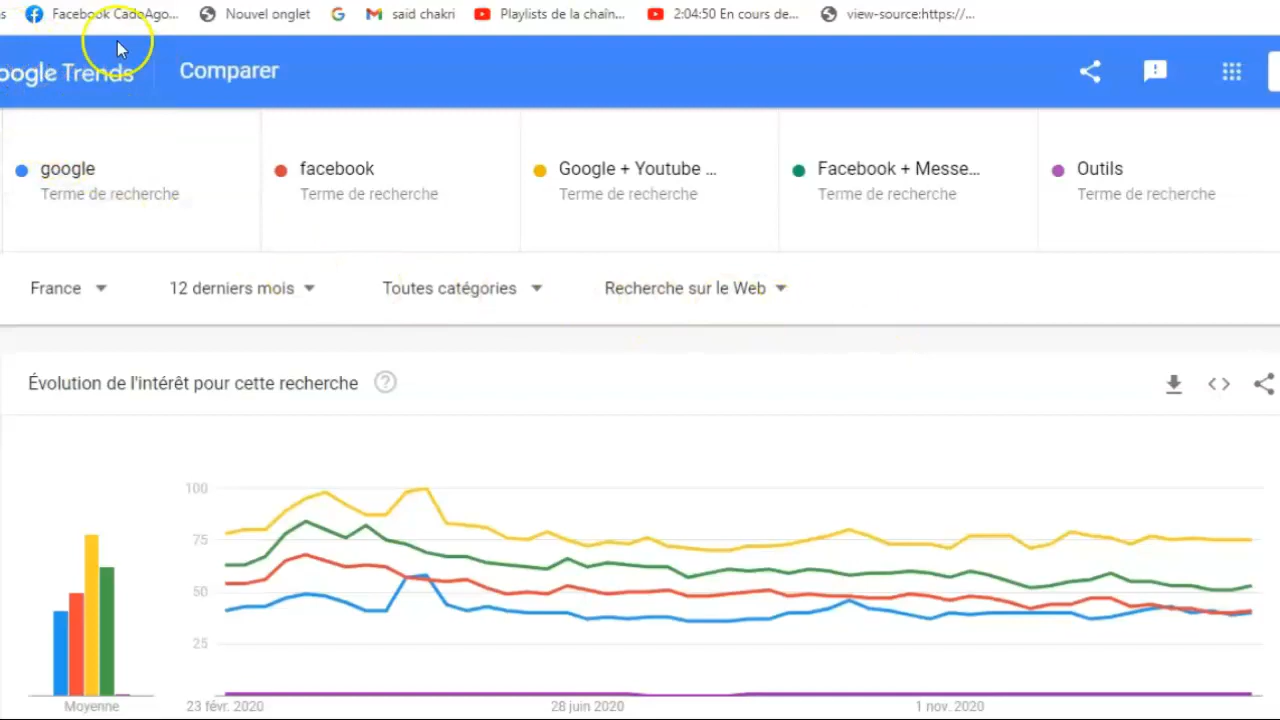 Facebook CadoAgo... Nouvel onglet said chakri Playlists de la chaîn... 2:04:50 En cours de... view-source:https://...
oogle Trends Comparer
google facebook Google + Youtube ... Facebook + Messe... Outils
Terme de recherche Terme de recherche Terme de recherche Terme de recherche Terme de recherche
France 12 derniers mois Toutes catégories Recherche sur le Web
Évolution de l'intérêt pour cette recherche ?
100
75
50
25
Moyenne 23 févr. 2020 28 juin 2020 1 nov. 2020